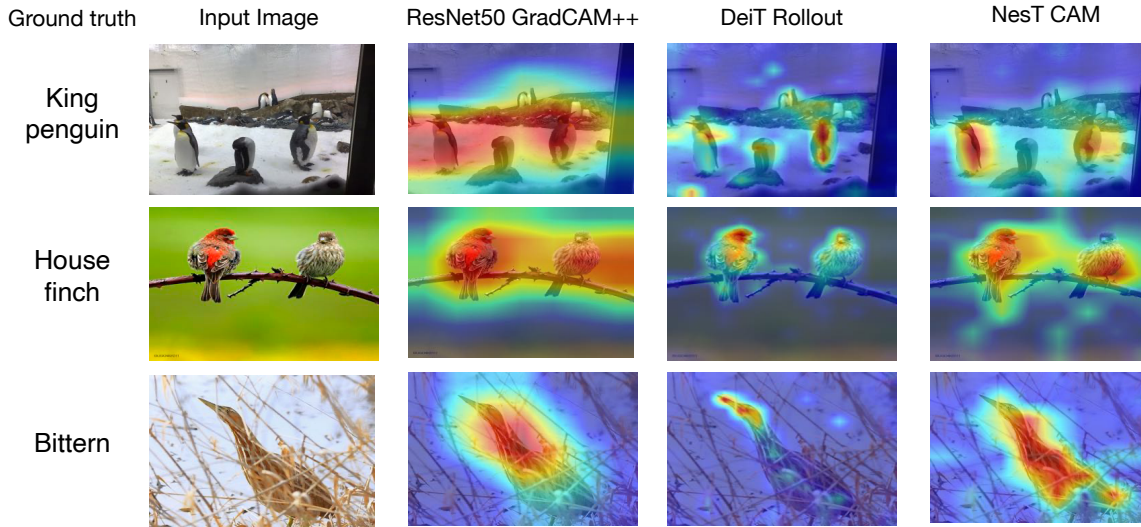 Ground truth Input Image ResNet50 GradCAM++ DeiT Rollout NesT CAM
King
penguin
House
finch
Bittern